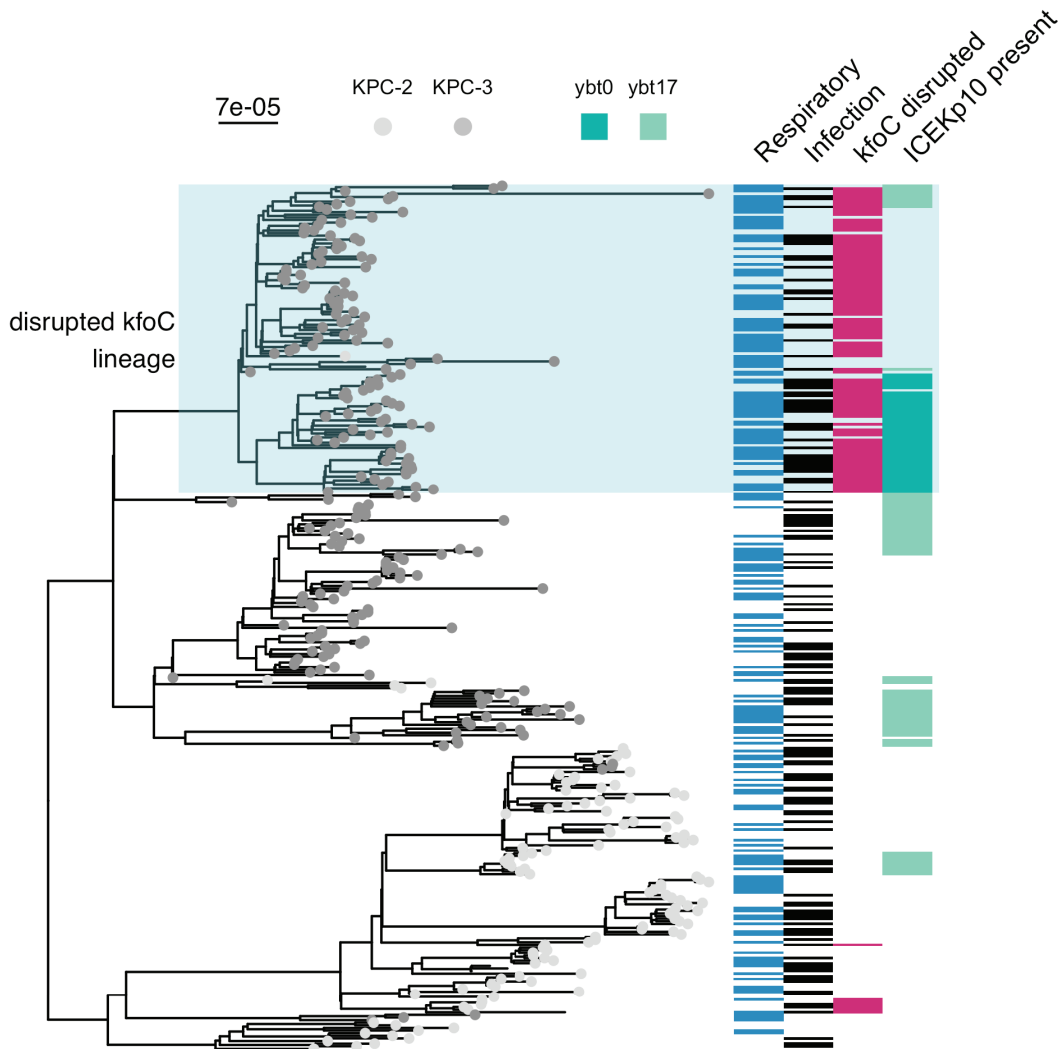 7e-05
KPC-2 KPC-3
ybt0 ybt17
Respiratory
Infection
kfoC disrupted
ICEKp10 present
disrupted kfoC
lineage